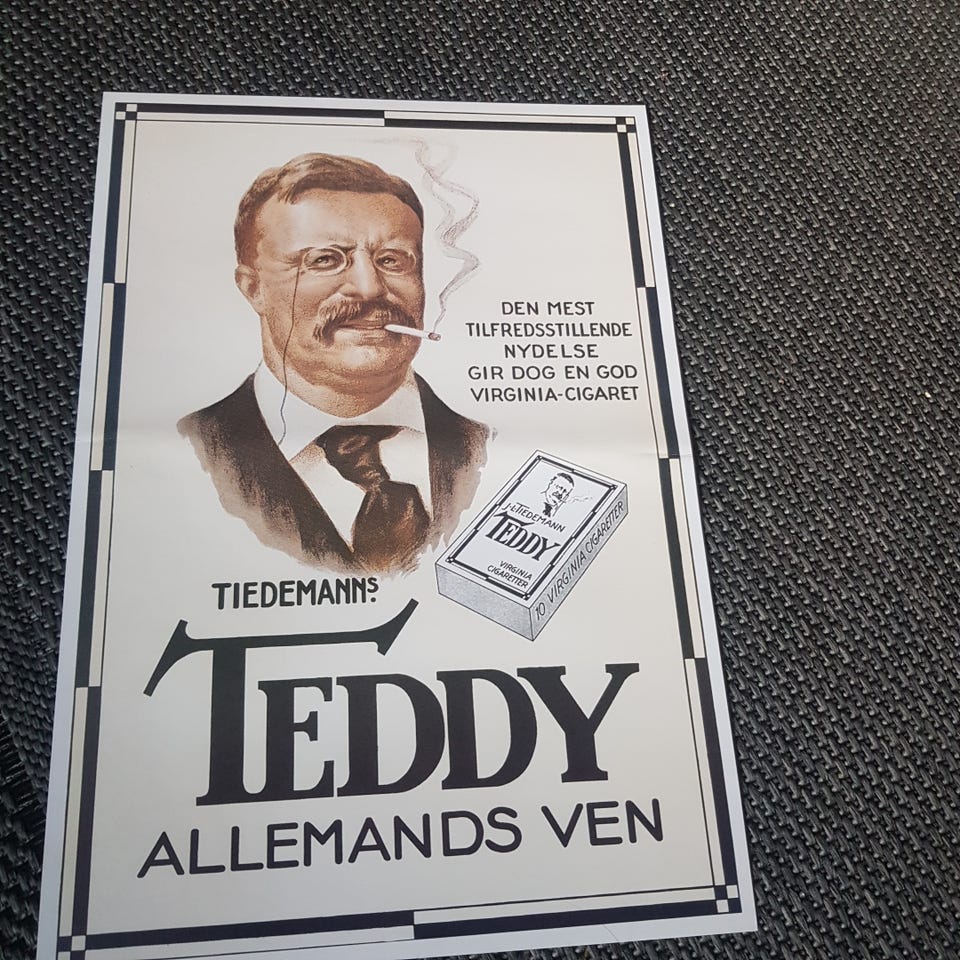 DEN MEST
TILFREDSSTILLENDE
NYDELSE
GIR DOG EN GOD
VIRGINIA-CIGARET
J.L.TIEDEMANN
TEDDY
VIRGINIA
CIGARETTER
10 VIRGINIA CIGARETTER
TIEDEMANNS.
TEDDY
ALLEMANDS VEN